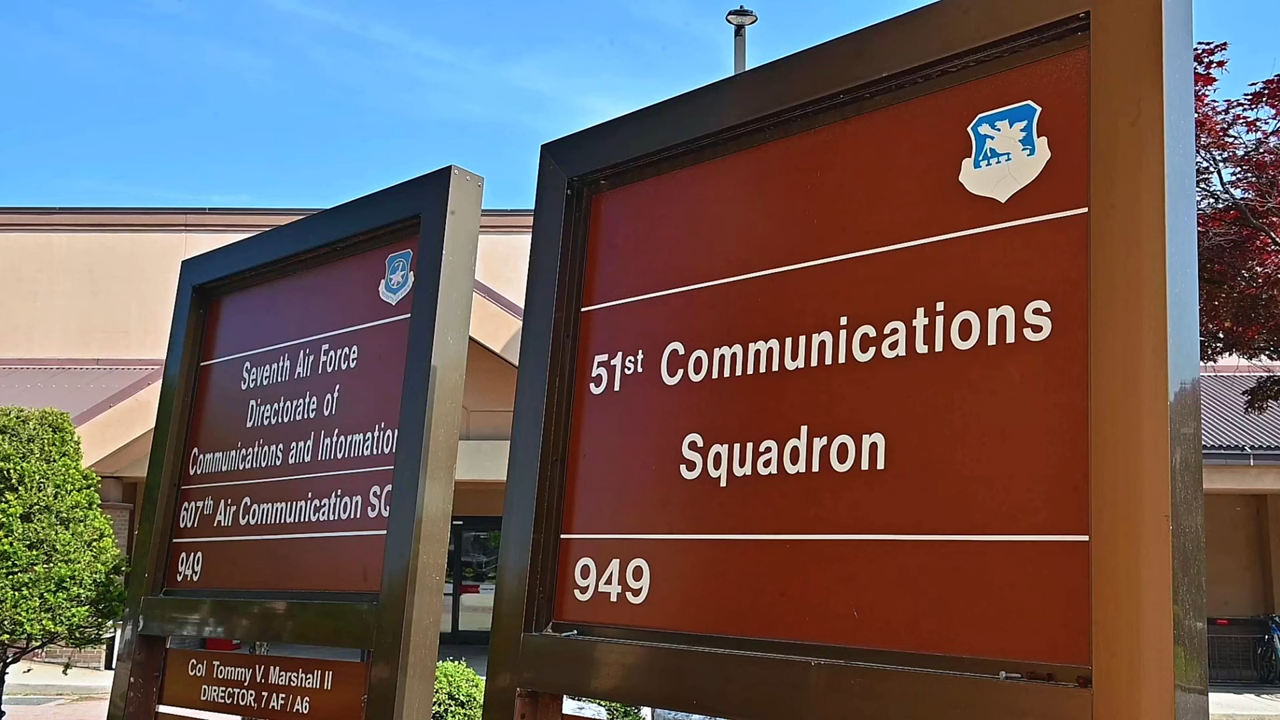 Seventh Air Force
Directorate of
Communications and Information
607th Air Communication SQ
949
Col Tommy V. Marshall II
DIRECTOR, 7 AF / A6
51st Communications
Squadron
949